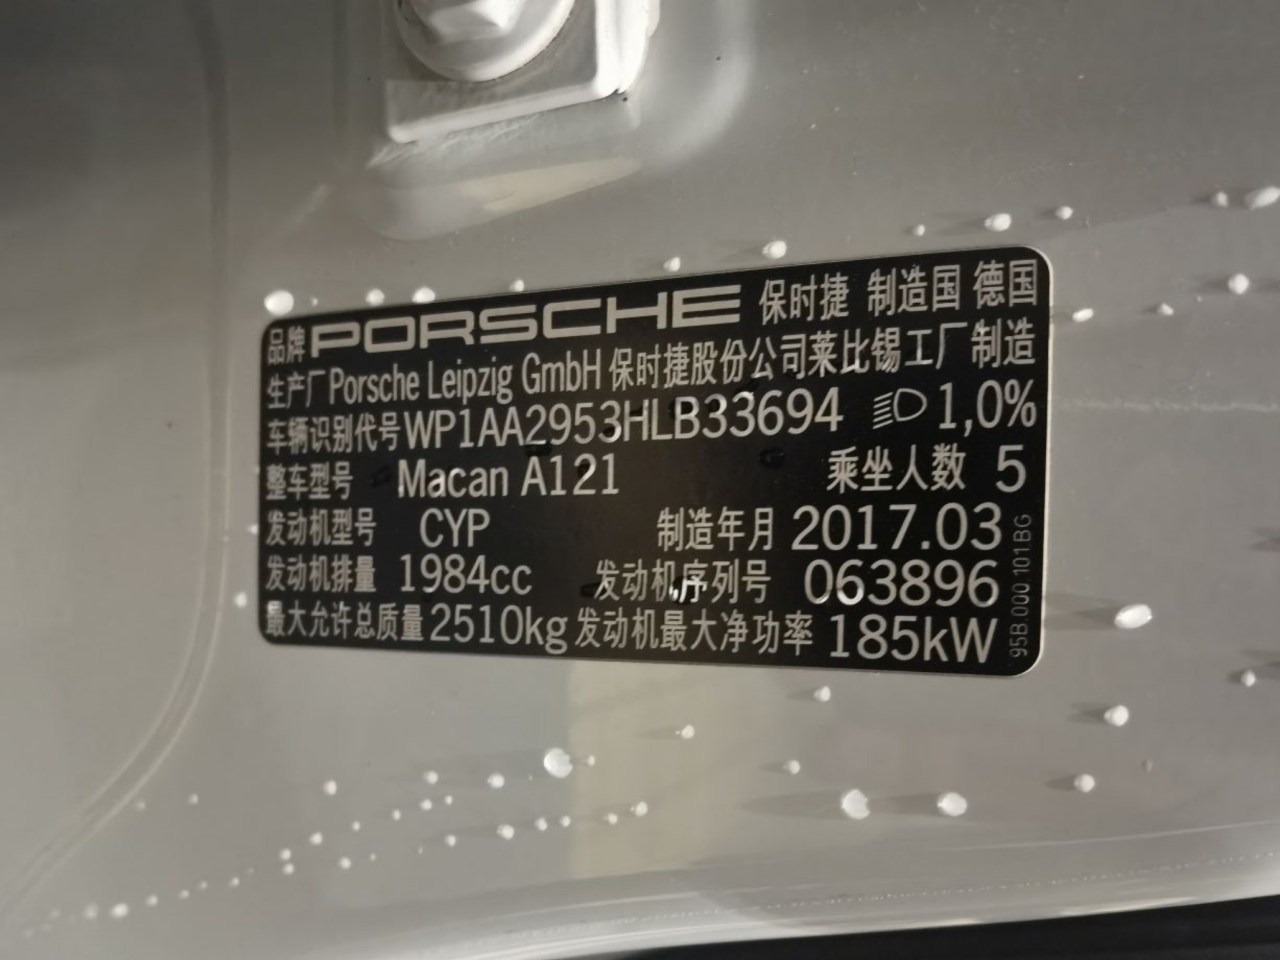 品牌 PORSCHE 保时捷 制造国 德国
生产厂 Porsche Leipzig GmbH 保时捷股份公司莱比锡工厂制造
车辆识别代号 WP1AA2953HLB33694 1,0%
整车型号 Macan A121 乘坐人数 5
发动机型号 CYP 制造年月 2017.03
发动机排量 1984cc 发动机序列号 063896
最大允许总质量 2510kg 发动机最大净功率 185kW
95B.000.101.BG